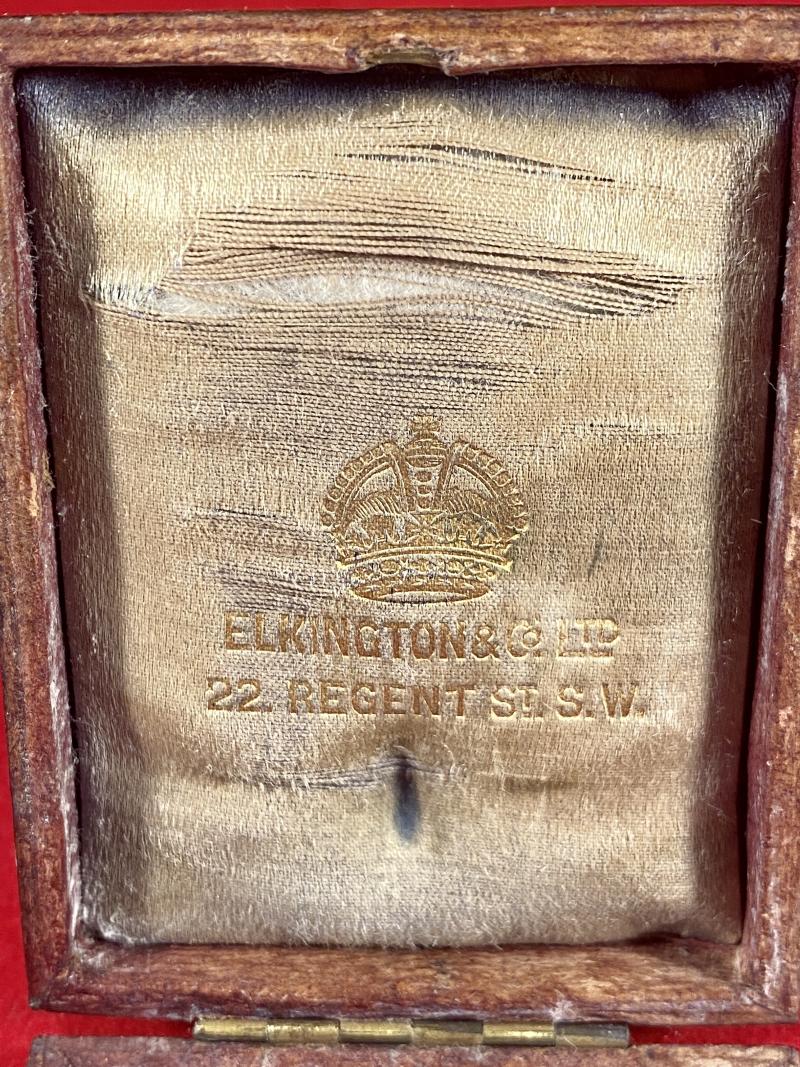 ELKINGTON & Co. LTD
22. REGENT ST. S.W.